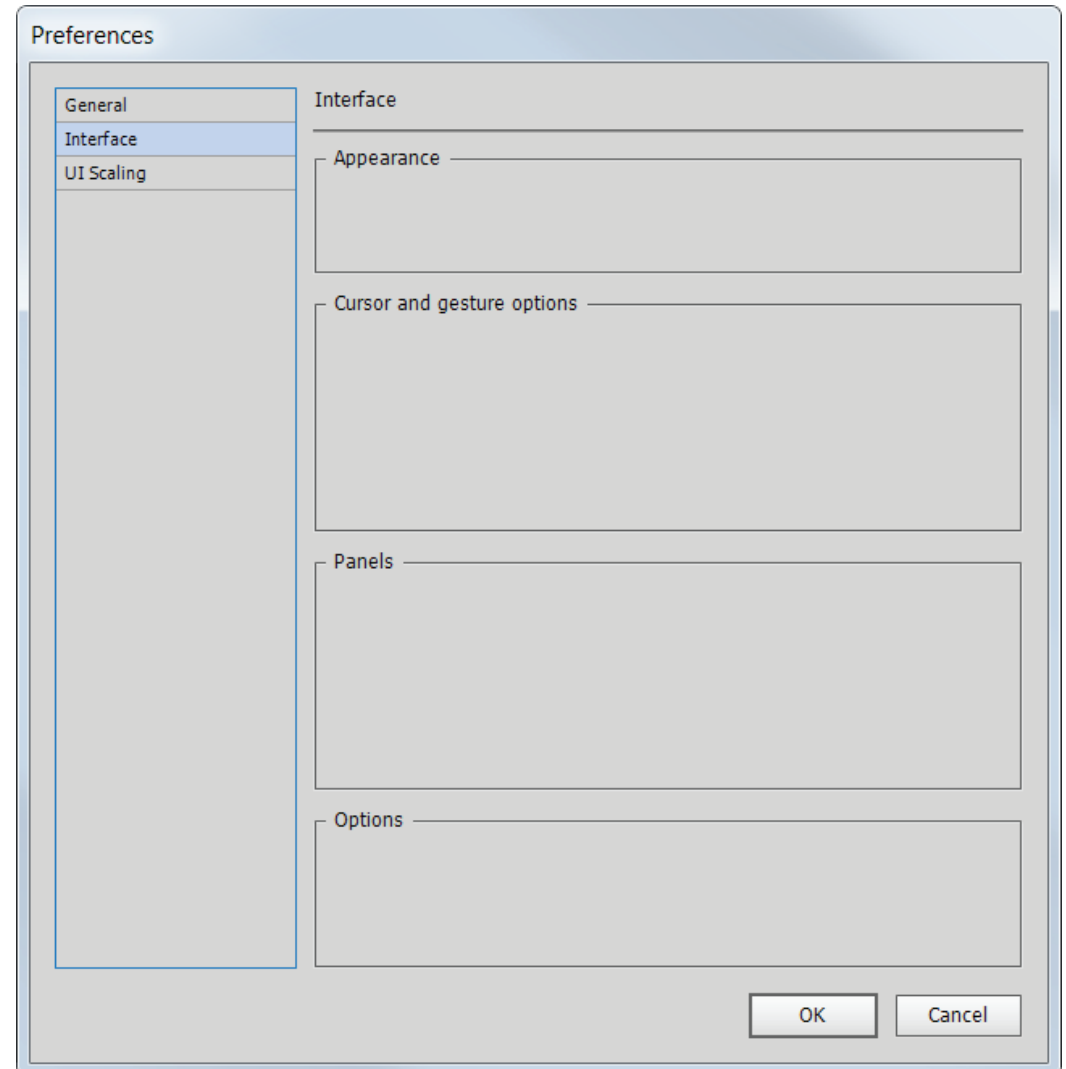 Preferences
General
Interface
UI Scaling
Interface
Appearance
Cursor and gesture options
Panels
Options
OK
Cancel